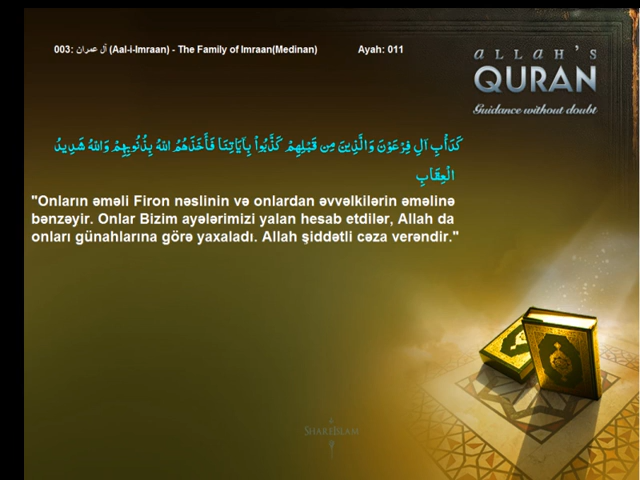 003: آل عمران (Aal-i-Imraan) - The Family of Imraan(Medinan) Ayah: 011
ALLAH'S
QURAN
Guidance without doubt
كَدَأْبِ آلِ فِرْعَوْنَ وَالَّذِينَ مِن قَبْلِهِمْ كَذَّبُواْ بِآيَاتِنَا فَأَخَذَهُمُ اللّهُ بِذُنُوبِهِمْ وَاللّهُ شَدِيدُ
الْعِقَابِ
"Onların əməli Firon nəslinin və onlardan əvvəlkilərin əməlinə
bənzəyir. Onlar Bizim ayələrimizi yalan hesab etdilər, Allah da
onları günahlarına görə yaxaladı. Allah şiddətli cəza verəndir."
ShareIslam